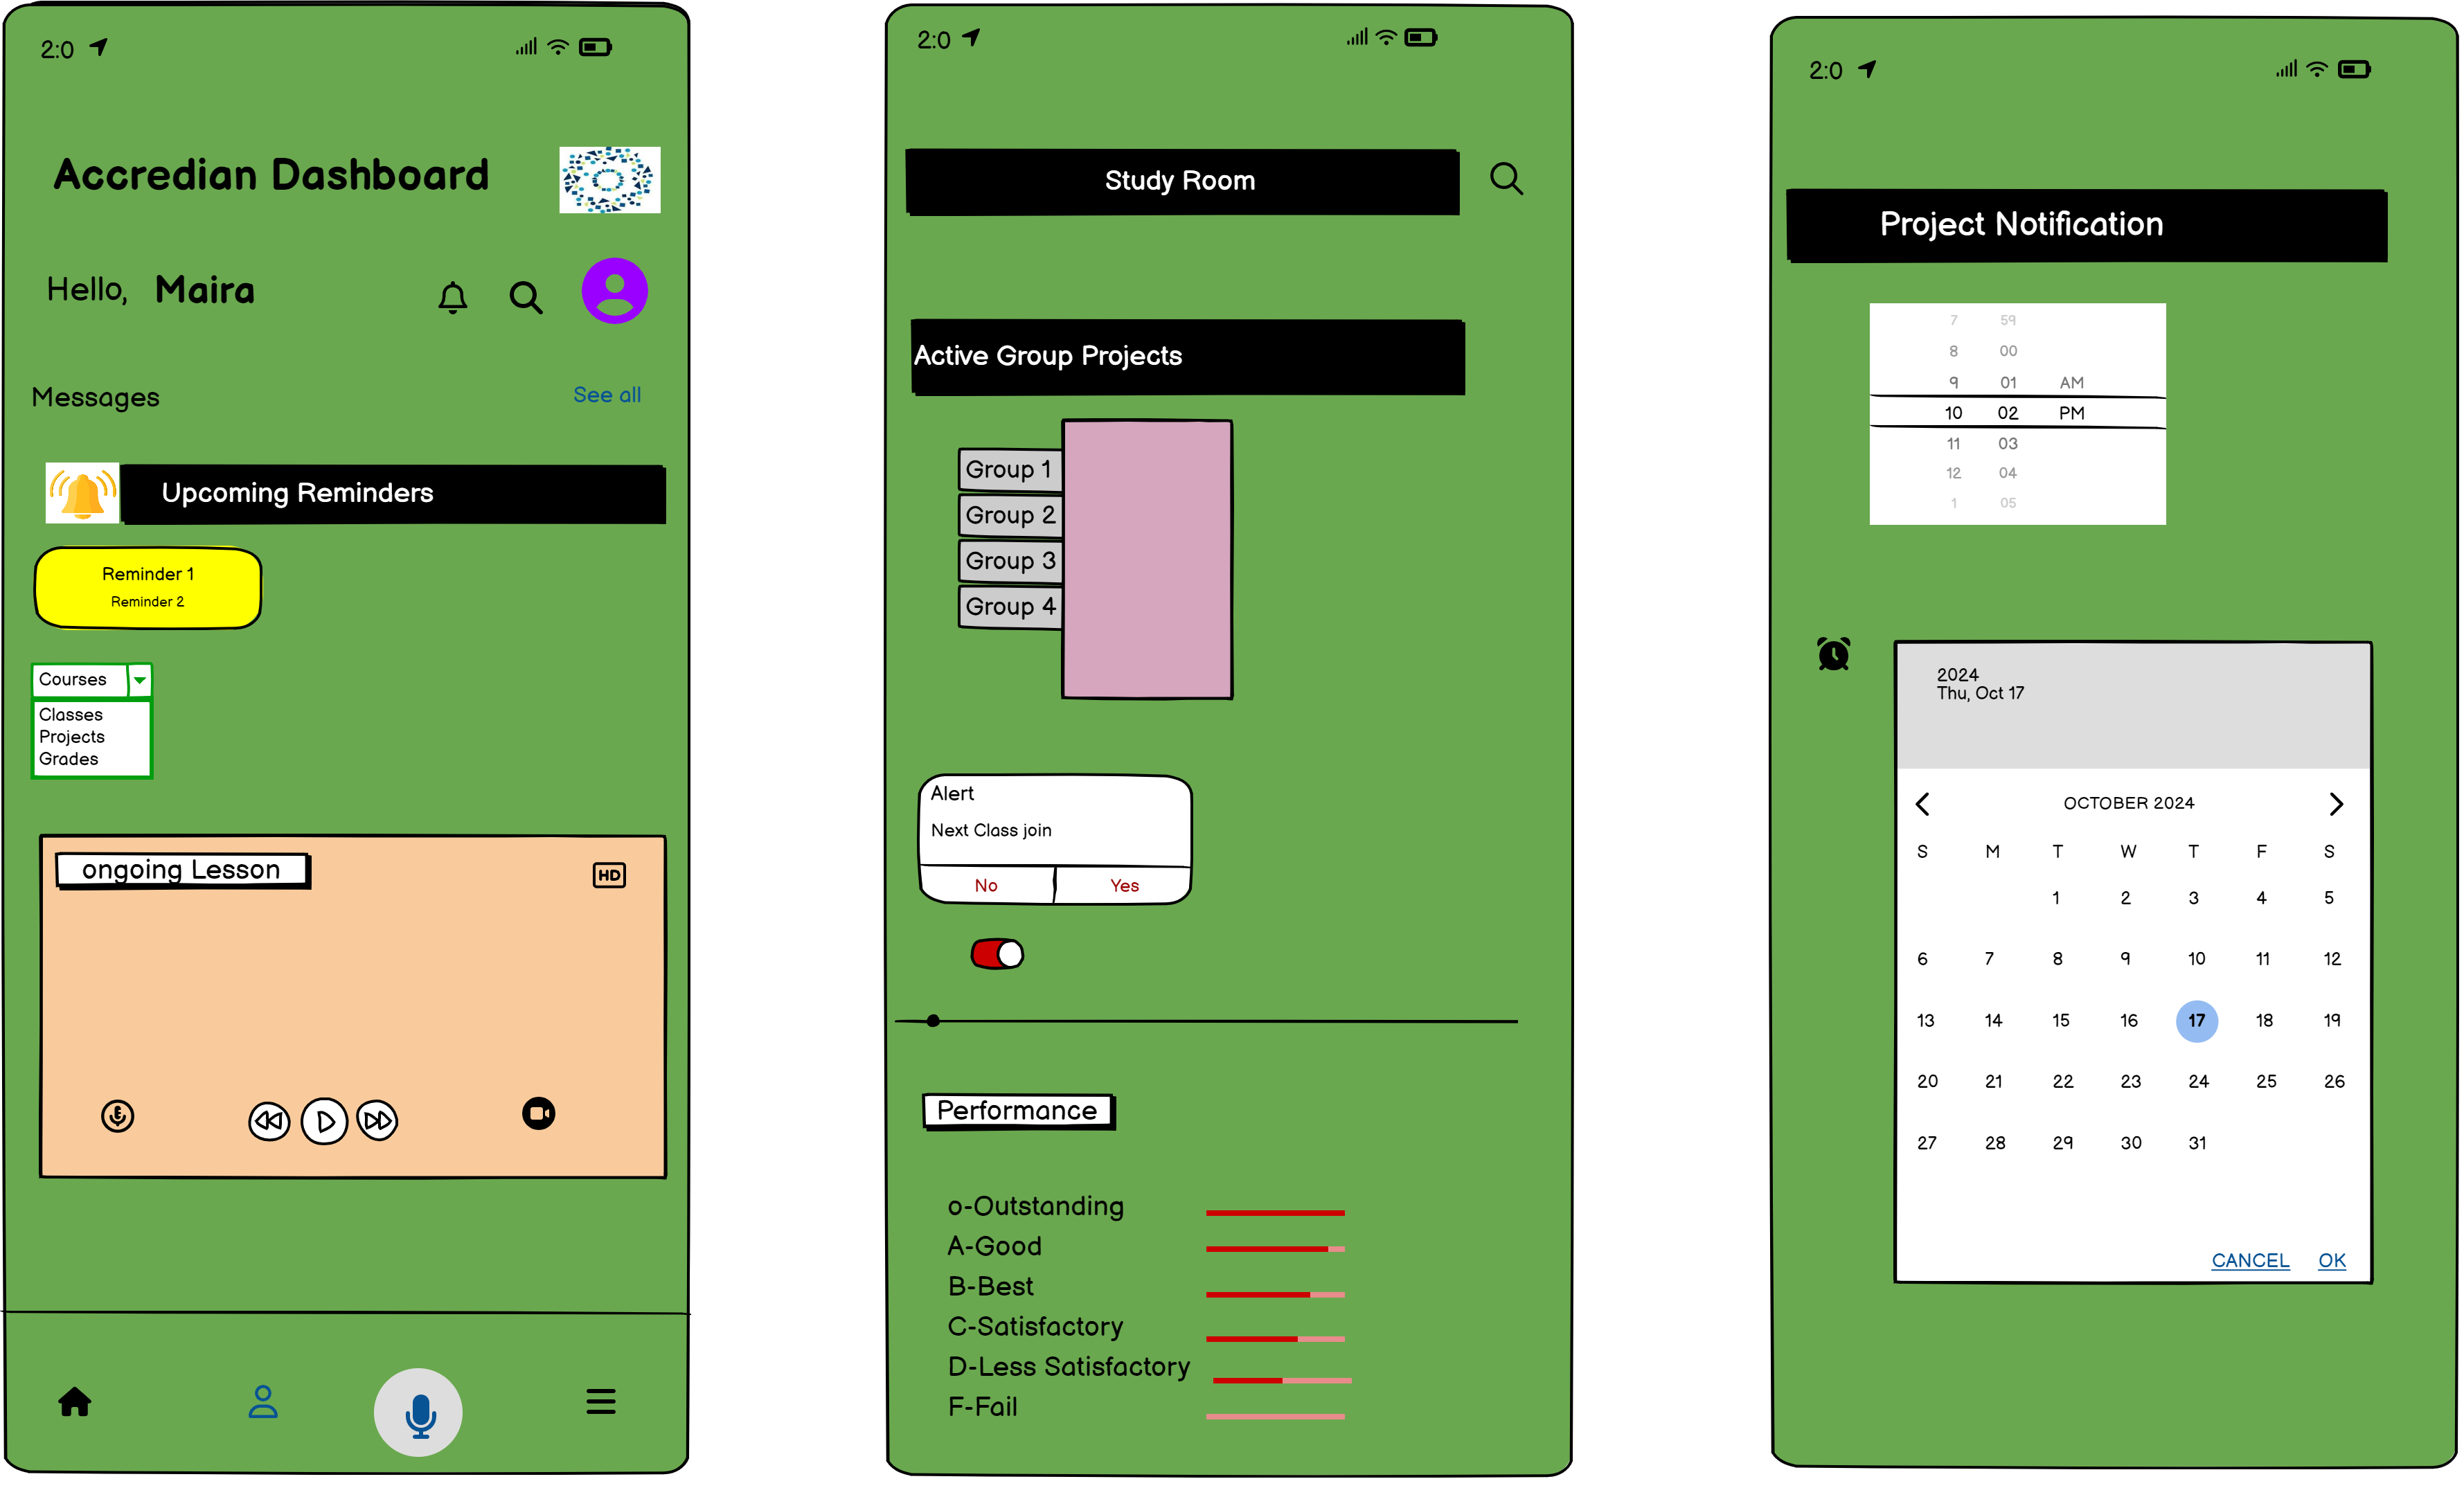 2:0
Accredian Dashboard
Hello, Maira
Messages
See all
Upcoming Reminders
Reminder 1
Reminder 2
Courses
Classes
Projects
Grades
ongoing Lesson
HD
2:0
Study Room
Active Group Projects
Group 1
Group 2
Group 3
Group 4
Alert
Next Class join
No Yes
Performance
o-Outstanding
A-Good
B-Best
C-Satisfactory
D-Less Satisfactory
F-Fail
2:0
Project Notification
7 59
8 00
9 01 AM
10 02 PM
11 03
12 04
1 05
2024
Thu, Oct 17
OCTOBER 2024
S M T W T F S
1 2 3 4 5
6 7 8 9 10 11 12
13 14 15 16 17 18 19
20 21 22 23 24 25 26
27 28 29 30 31
CANCEL OK